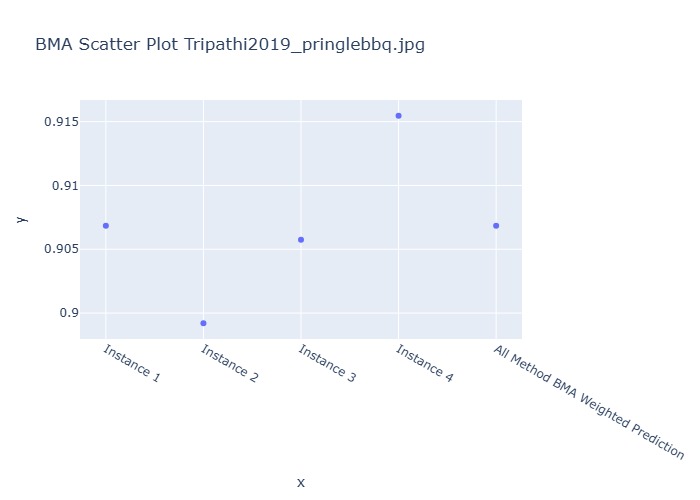 BMA Scatter Plot Tripathi2019_pringlebbq.jpg
0.915
0.91
0.905
0.9
y
Instance 1
Instance 2
Instance 3
Instance 4
All Method BMA Weighted Prediction
x